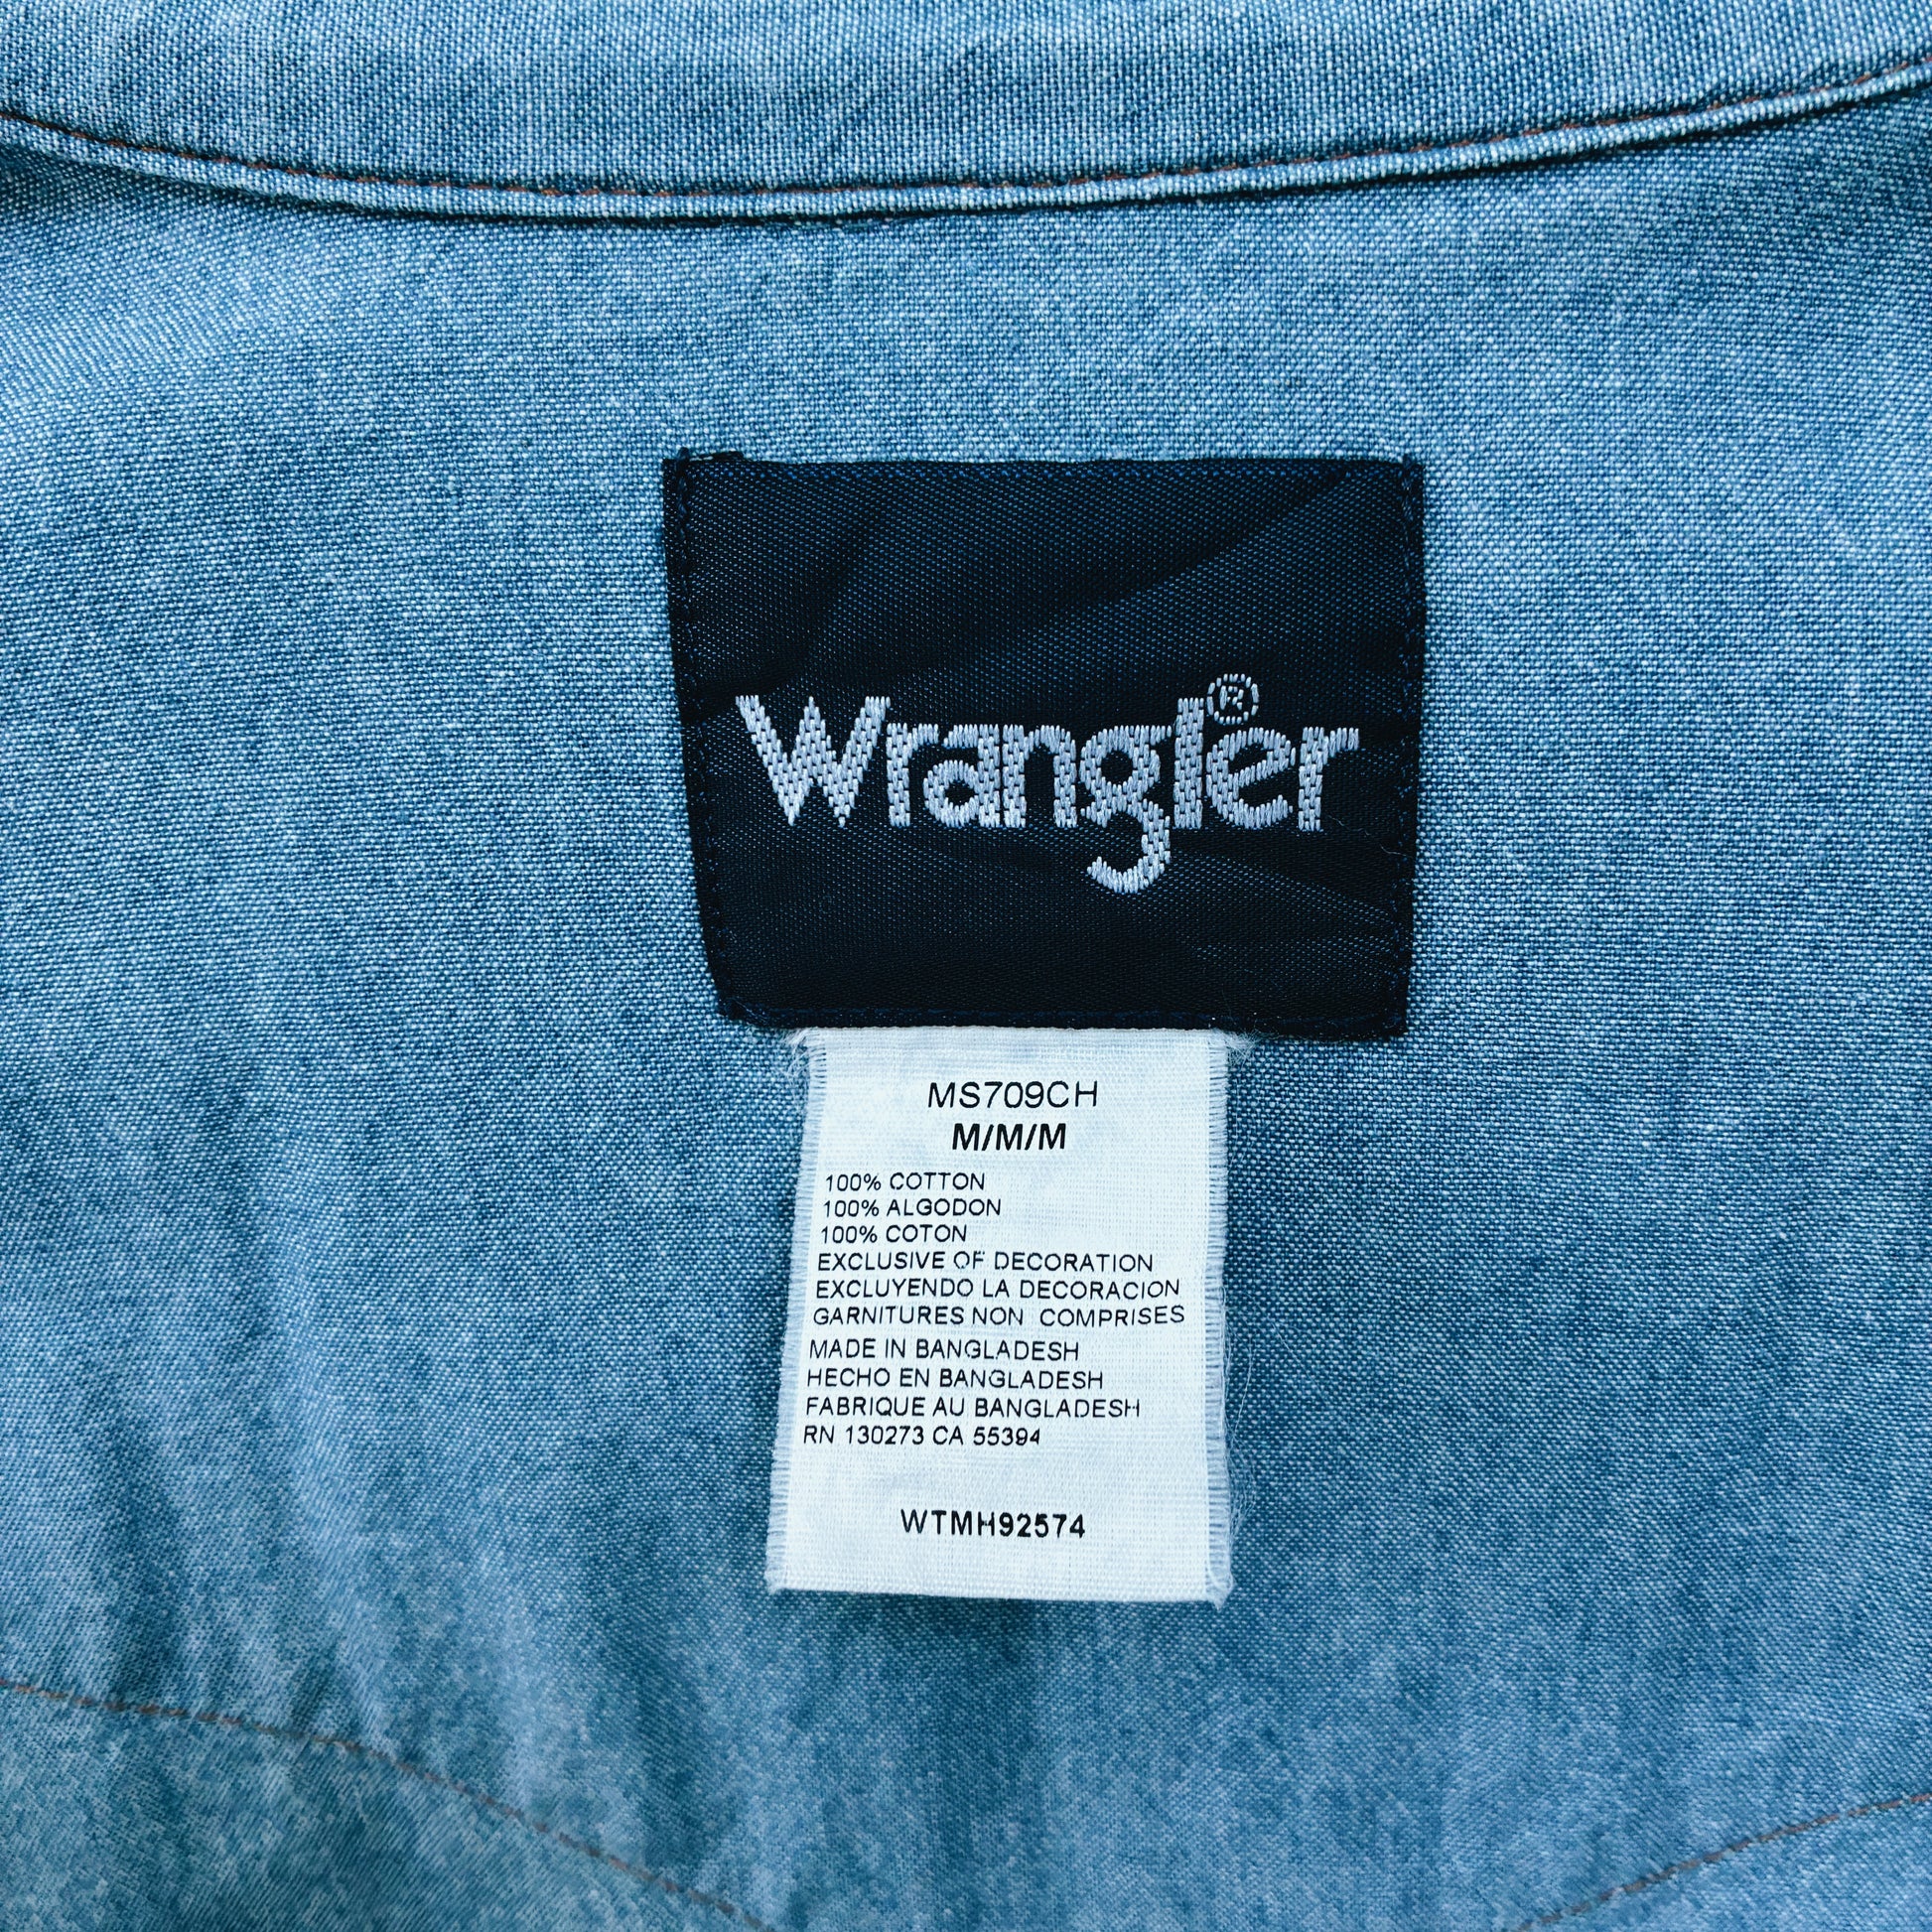 Wrangler®
MS709CH
M/M/M
100% COTTON
100% ALGODON
100% COTON
EXCLUSIVE OF DECORATION
EXCLUYENDO LA DECORACION
GARNITURES NON COMPRISES
MADE IN BANGLADESH
HECHO EN BANGLADESH
FABRIQUE AU BANGLADESH
RN 130273 CA 55394
WTMH92574